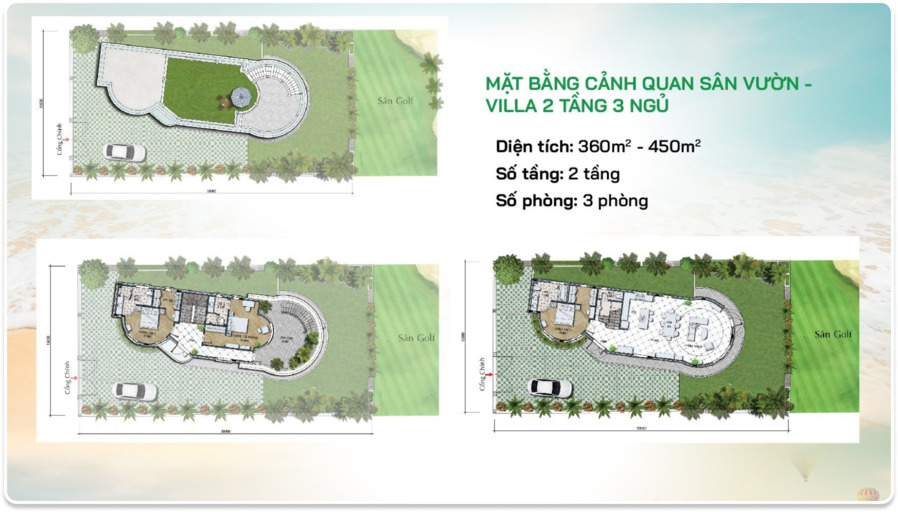 MẶT BẰNG CẢNH QUAN SÂN VƯỜN -
VILLA 2 TẦNG 3 NGỦ
Diện tích: 360m² - 450m²
Số tầng: 2 tầng
Số phòng: 3 phòng
Sân Golf
Cổng Chính
Sân Golf
Cổng Chính
Sân Golf
Cổng Chính